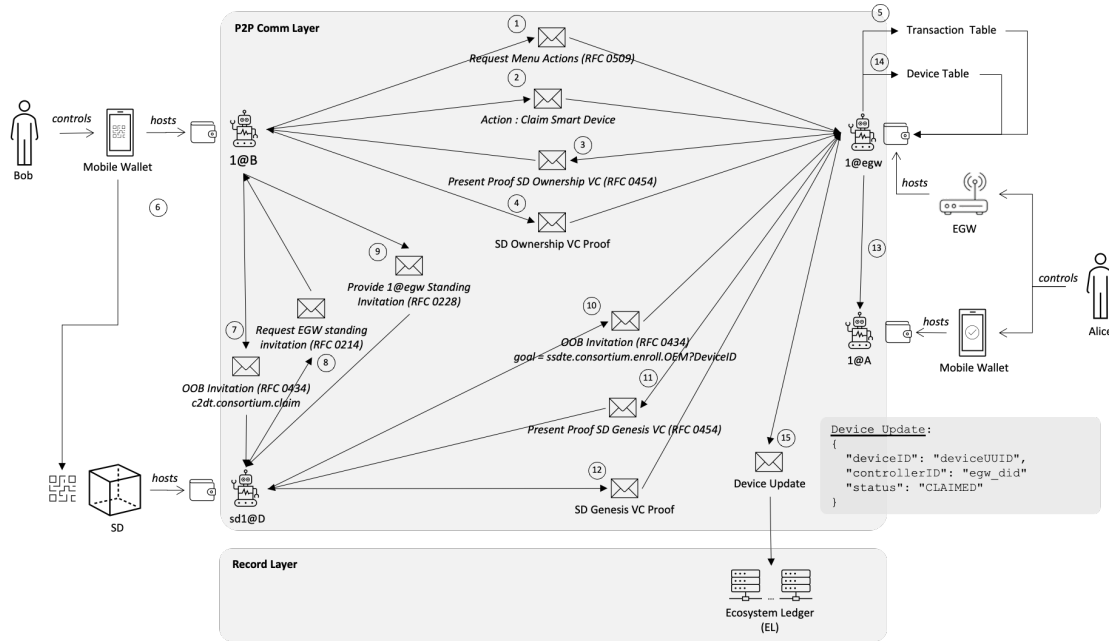 P2P Comm Layer
1
Request Menu Actions (RFC 0509)
2
Action : Claim Smart Device
3
Present Proof SD Ownership VC (RFC 0454)
4
SD Ownership VC Proof
5
Transaction Table
14
Device Table
Bob
controls
Mobile Wallet
hosts
1@B
1@egw
hosts
EGW
controls
Alice
13
hosts
1@A
Mobile Wallet
6
9
Provide 1@egw Standing
Invitation (RFC 0228)
7
Request EGW standing
invitation (RFC 0214)
8
OOB Invitation (RFC 0434)
c2dt.consortium.claim
10
OOB Invitation (RFC 0434)
goal = ssdte.consortium.enroll.OEM?DeviceID
11
Present Proof SD Genesis VC (RFC 0454)
12
SD Genesis VC Proof
15
Device Update
Device Update:
{
"deviceID": "deviceUUID",
"controllerID": "egw_did"
"status": "CLAIMED"
}
SD
hosts
sd1@D
Record Layer
...
Ecosystem Ledger
(EL)